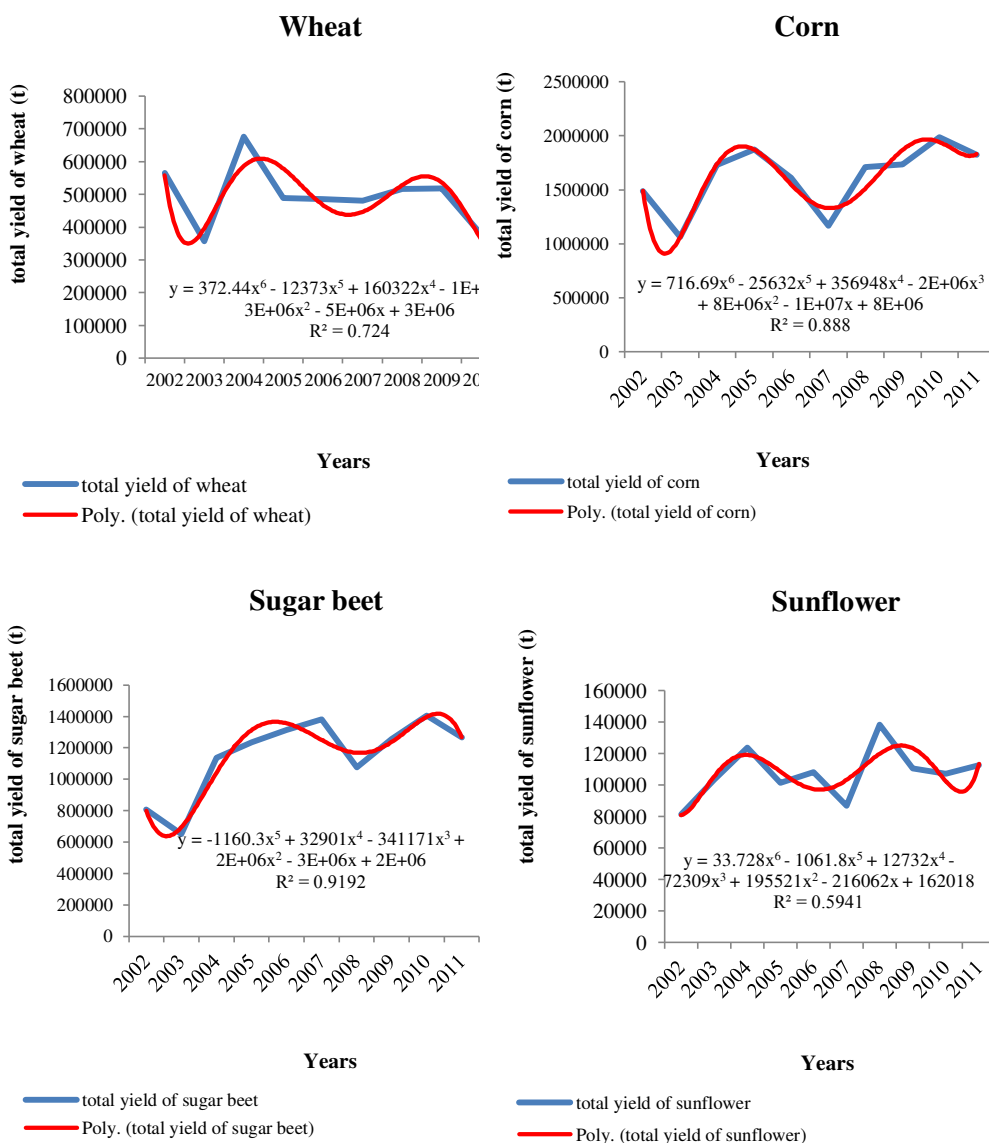 Wheat
total yield of wheat (t)
800000
700000
600000
500000
400000
300000
200000
100000
0
y = 372.44x⁶ - 12373x⁵ + 160322x⁴ - 1E+
3E+06x² - 5E+06x + 3E+06
R² = 0.724
2002 2003 2004 2005 2006 2007 2008 2009 20
Years
total yield of wheat
Poly. (total yield of wheat)
Corn
total yield of corn (t)
2500000
2000000
1500000
1000000
500000
0
y = 716.69x⁶ - 25632x⁵ + 356948x⁴ - 2E+06x³
+ 8E+06x² - 1E+07x + 8E+06
R² = 0.888
2002 2003 2004 2005 2006 2007 2008 2009 2010 2011
Years
total yield of corn
Poly. (total yield of corn)
Sugar beet
total yield of sugar beet (t)
1600000
1400000
1200000
1000000
800000
600000
400000
200000
0
y = -1160.3x⁵ + 32901x⁴ - 341171x³ +
2E+06x² - 3E+06x + 2E+06
R² = 0.9192
2002 2003 2004 2005 2006 2007 2008 2009 2010 2011
Years
total yield of sugar beet
Poly. (total yield of sugar beet)
Sunflower
total yield of sunflower (t)
160000
140000
120000
100000
80000
60000
40000
20000
0
y = 33.728x⁶ - 1061.8x⁵ + 12732x⁴ -
72309x³ + 195521x² - 216062x + 162018
R² = 0.5941
2002 2003 2004 2005 2006 2007 2008 2009 2010 2011
Years
total yield of sunflower
Poly. (total yield of sunflower)